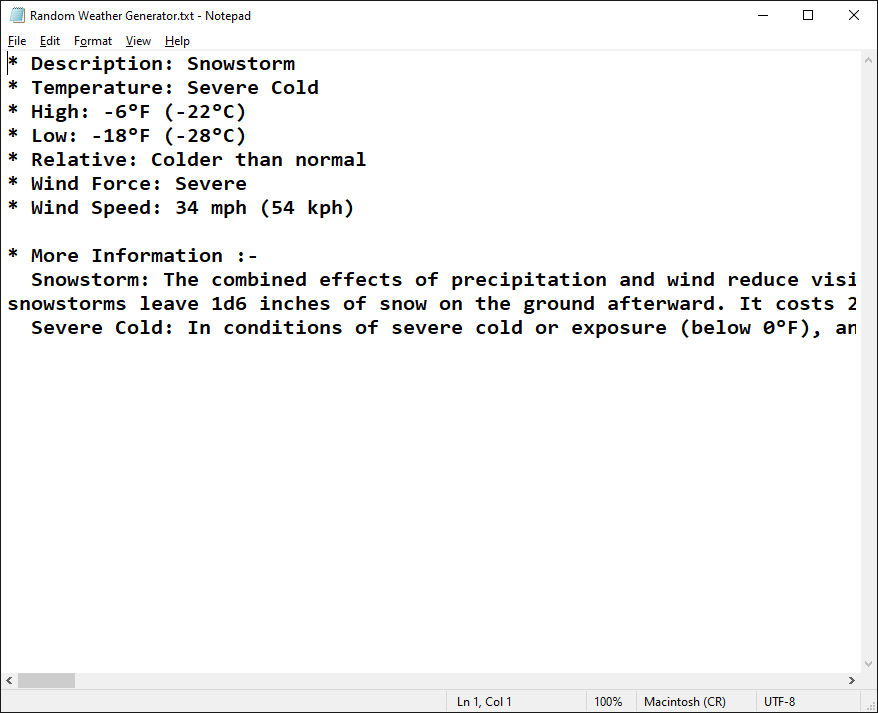 Random Weather Generator.txt - Notepad
File Edit Format View Help
* Description: Snowstorm
* Temperature: Severe Cold
* High: -6°F (-22°C)
* Low: -18°F (-28°C)
* Relative: Colder than normal
* Wind Force: Severe
* Wind Speed: 34 mph (54 kph)
* More Information :-
Snowstorm: The combined effects of precipitation and wind reduce visi
snowstorms leave 1d6 inches of snow on the ground afterward. It costs 2
Severe Cold: In conditions of severe cold or exposure (below 0°F), an
Ln 1, Col 1 100% Macintosh (CR) UTF-8